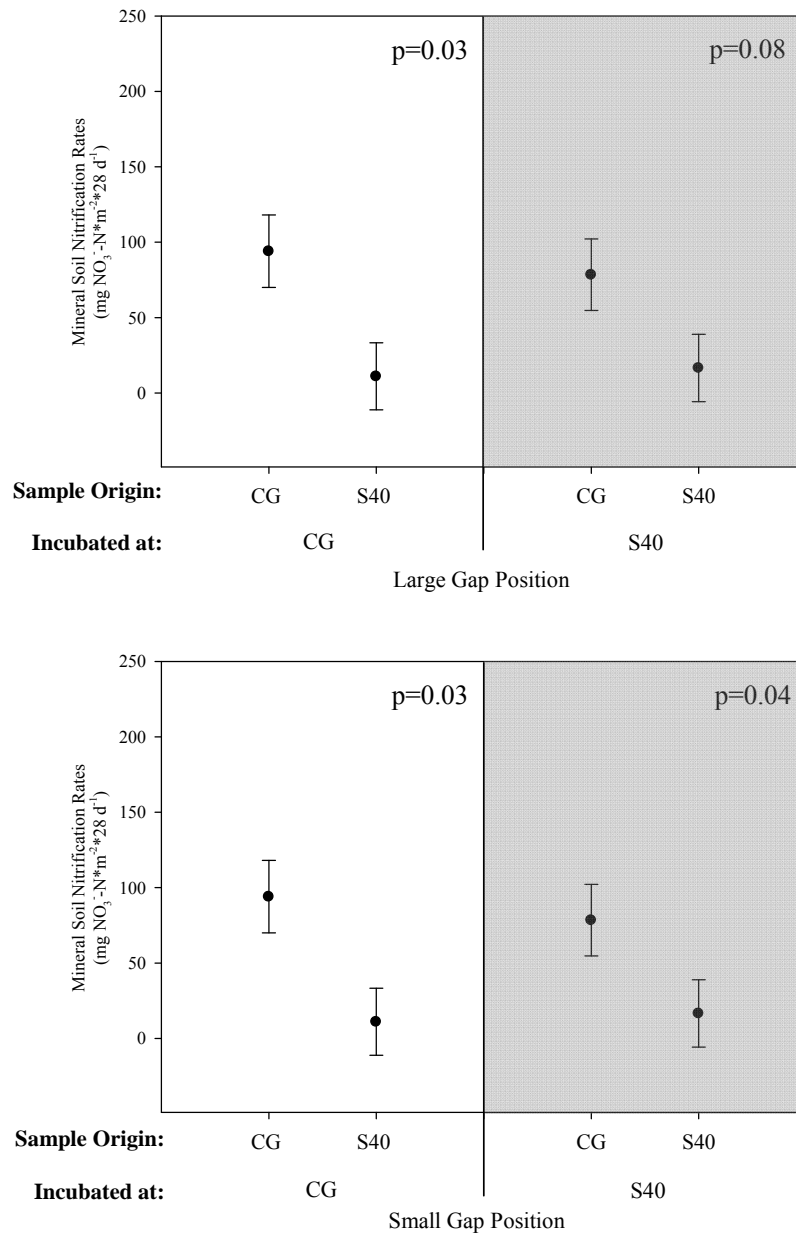 250
200
150
100
50
0
Mineral Soil Nitrification Rates
(mg NO₃⁻-N*m⁻²*28 d⁻¹)
p=0.03
p=0.08
Sample Origin: CG S40 CG S40
Incubated at: CG S40
Large Gap Position
250
200
150
100
50
0
Mineral Soil Nitrification Rates
(mg NO₃⁻-N*m⁻²*28 d⁻¹)
p=0.03
p=0.04
Sample Origin: CG S40 CG S40
Incubated at: CG S40
Small Gap Position